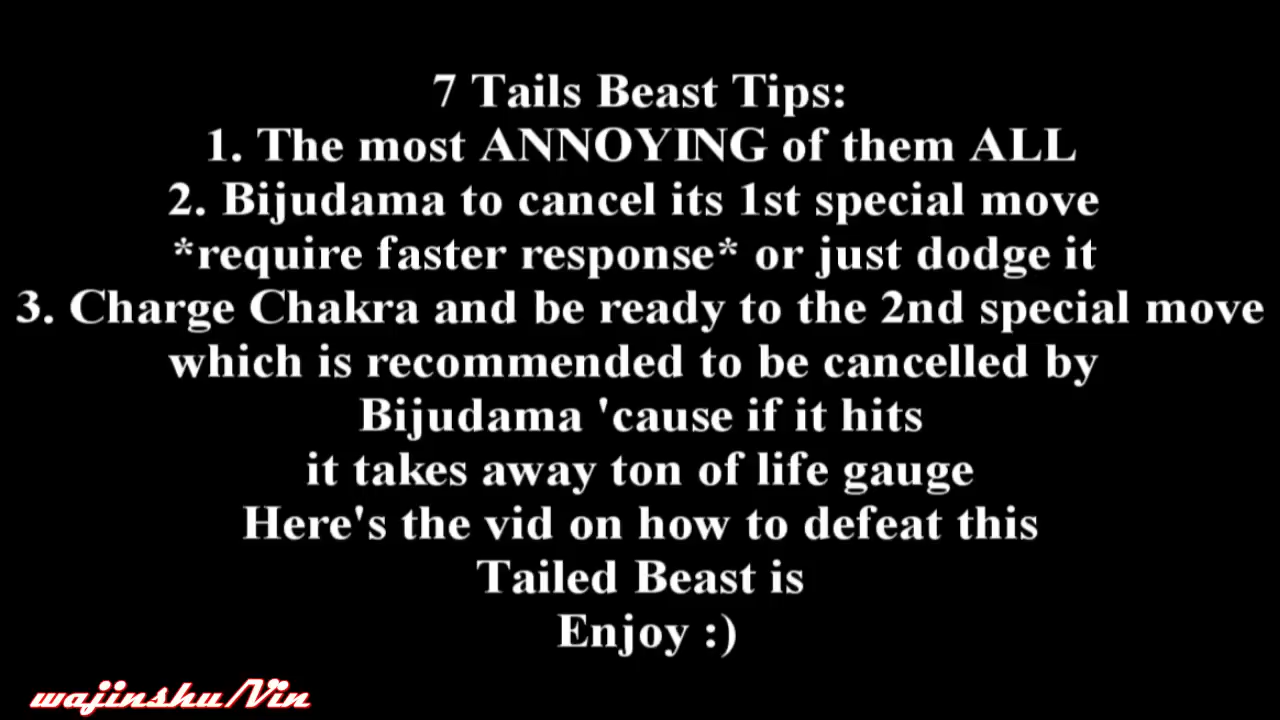 7 Tails Beast Tips:
1. The most ANNOYING of them ALL
2. Bijudama to cancel its 1st special move
*require faster response* or just dodge it
3. Charge Chakra and be ready to the 2nd special move
which is recommended to be cancelled by
Bijudama 'cause if it hits
it takes away ton of life gauge
Here's the vid on how to defeat this
Tailed Beast is
Enjoy :)
wajinshu/Vin